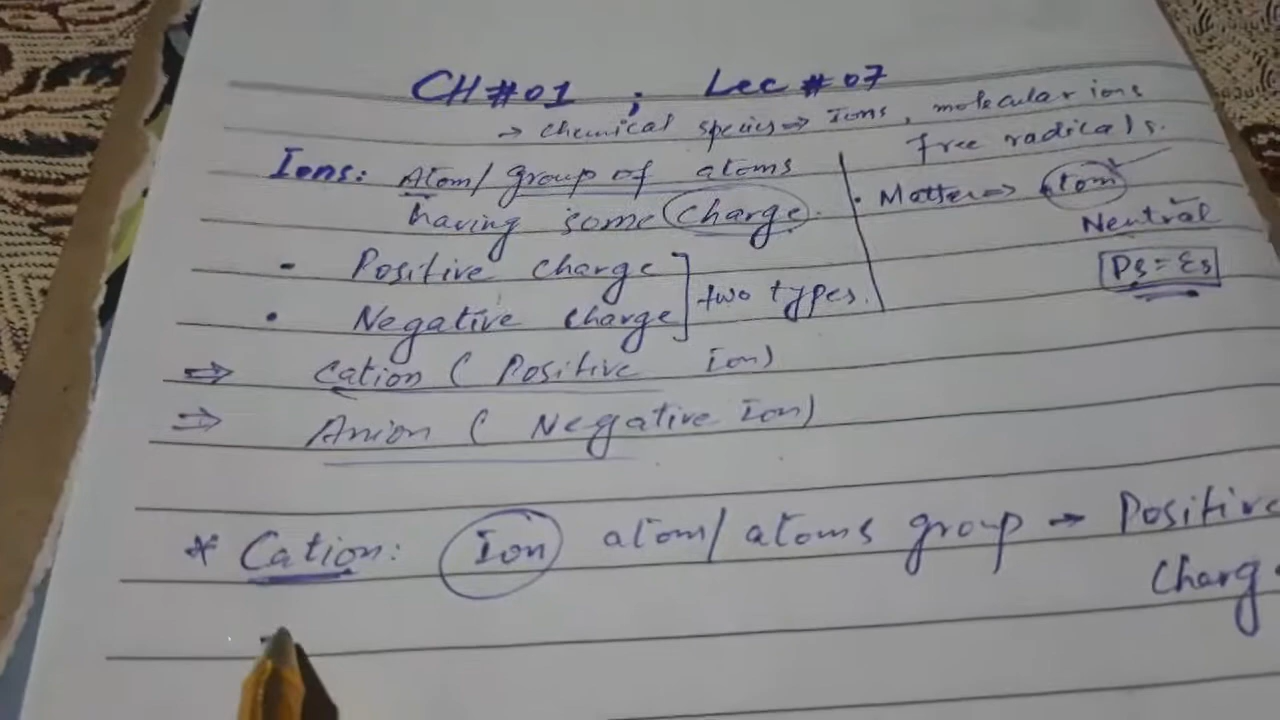 CH#01 ; Lec #07
→ chemical species ⇒ Ions, molecular ions
free radicals.
Ions: Atom/group of atoms
having some charge.
• Matter ⇒ atom
Neutral
Ps = Es
- Positive charge
• Negative charge
two types.
⇒ Cation (Positive Ion)
⇒ Anion (Negative Ion)
* Cation: Ion atom/atoms group → Positive
Charg